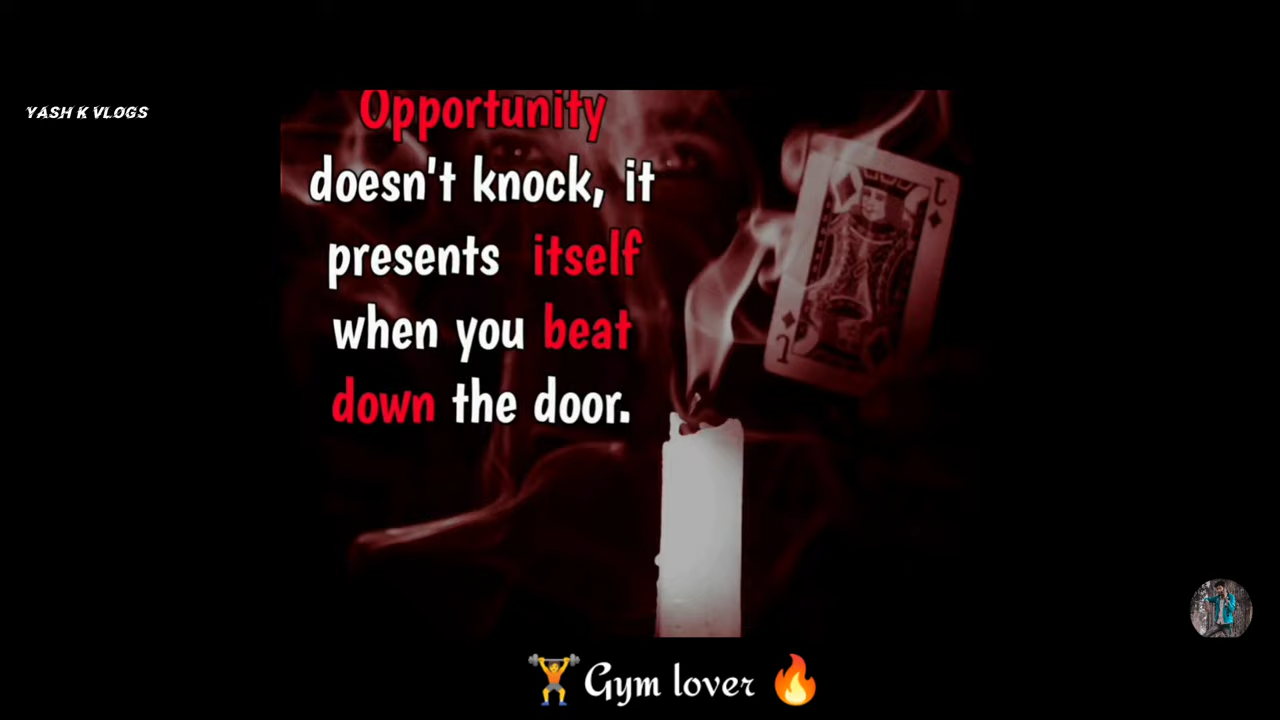 YASH K VLOGS
Opportunity
doesn't knock, it
presents itself
when you beat
down the door.
J
J
🏋️Gym lover 🔥